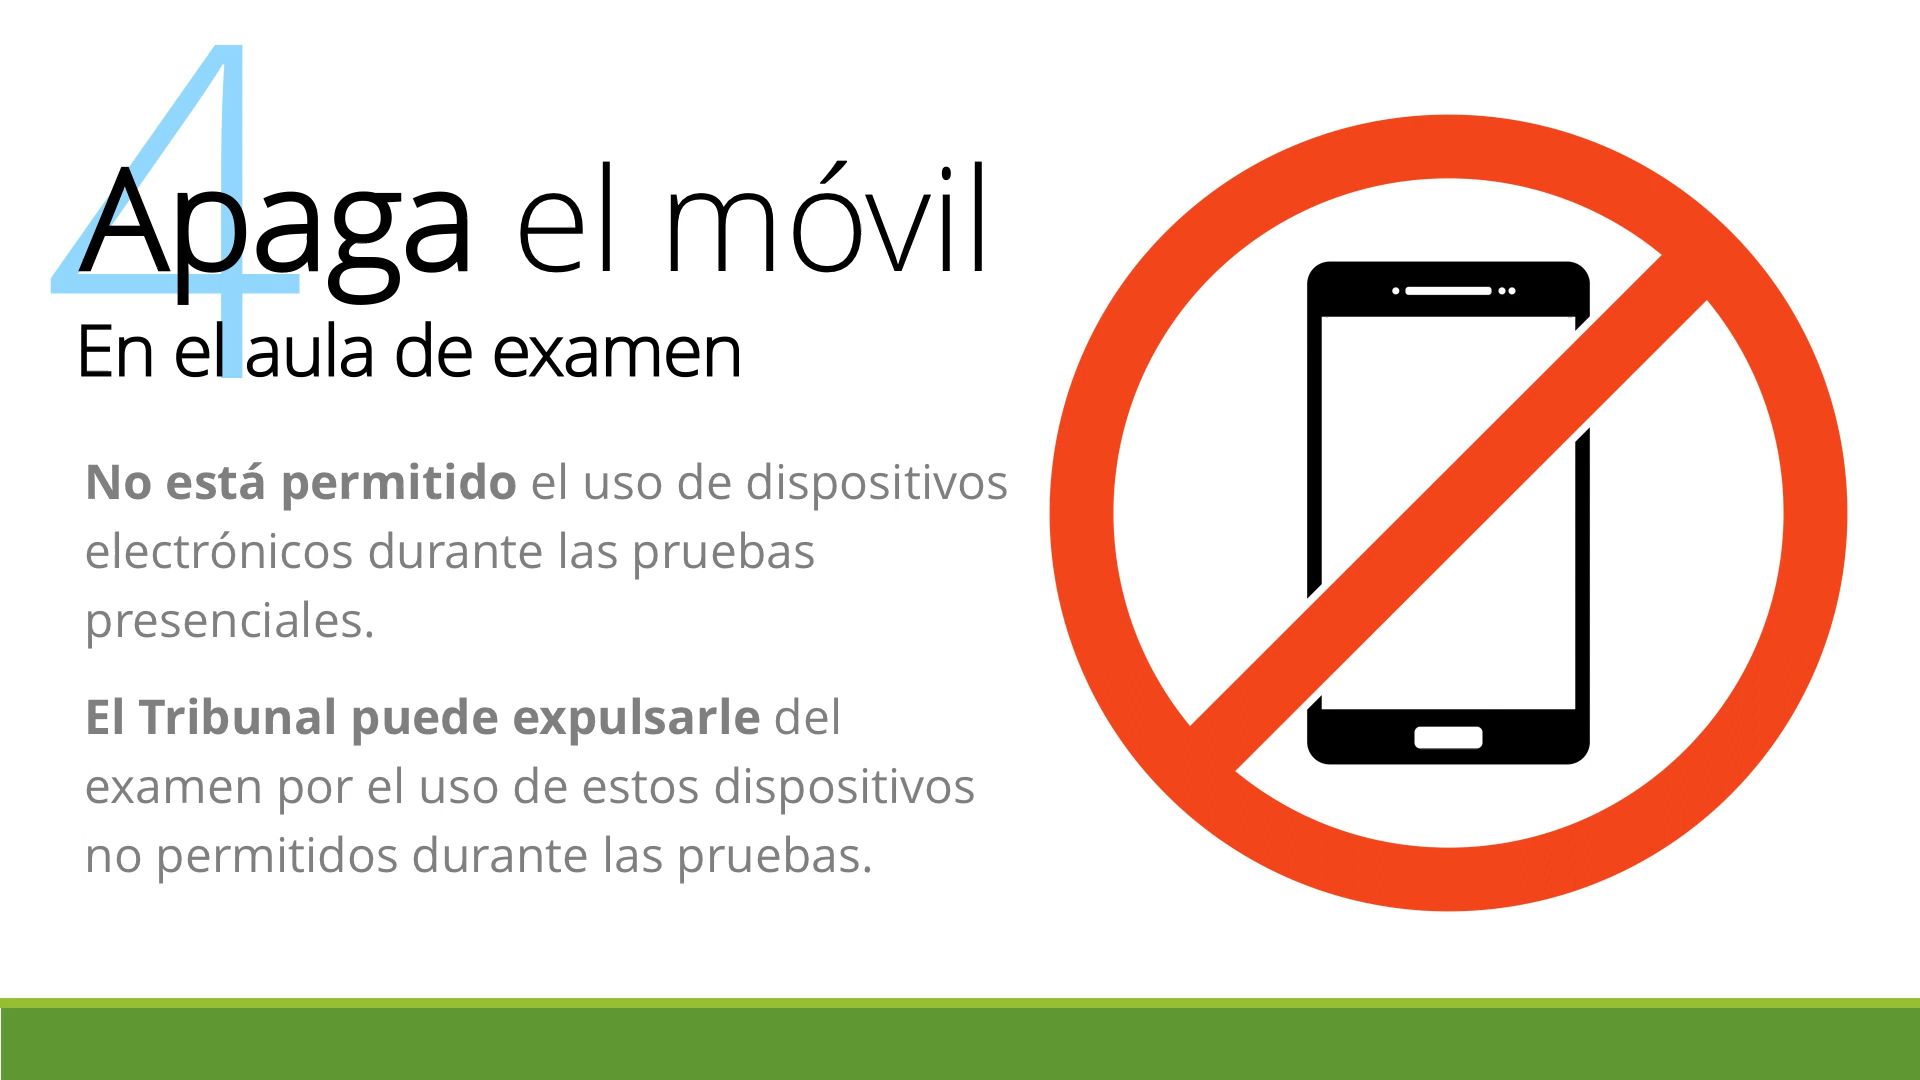 4
Apaga el móvil
En el aula de examen
No está permitido el uso de dispositivos
electrónicos durante las pruebas
presenciales.
El Tribunal puede expulsarle del
examen por el uso de estos dispositivos
no permitidos durante las pruebas.